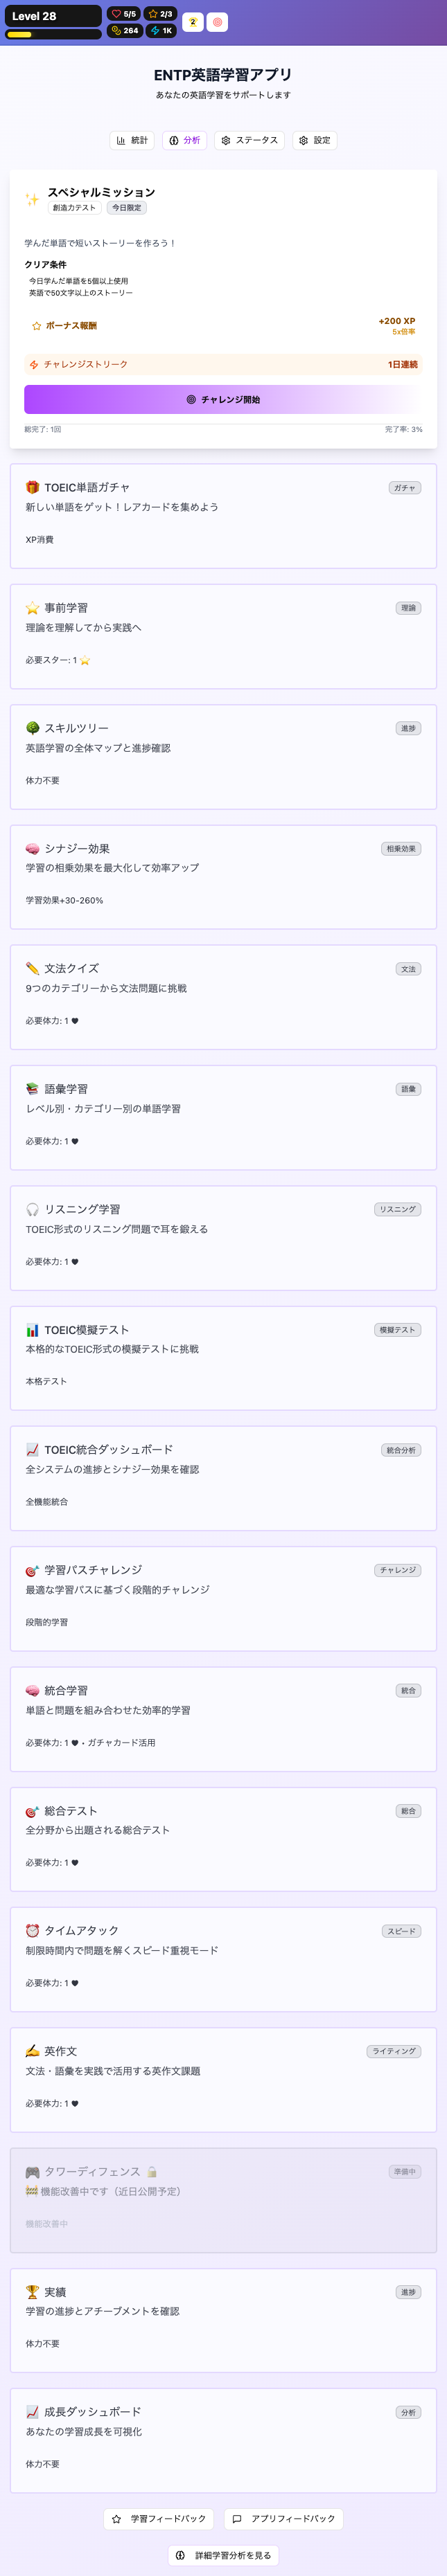 Level 28
5/5
2/3
264
1K
2
ENTP英語学習アプリ
あなたの英語学習をサポートします
統計
分析
ステータス
設定
スペシャルミッション
創造力テスト
今日限定
学んだ単語で短いストーリーを作ろう！
クリア条件
今日学んだ単語を5個以上使用
英語で50文字以上のストーリー
ボーナス報酬
+200 XP
5x倍率
チャレンジストリーク
1日連続
チャレンジ開始
総完了: 1回
完了率: 3%
TOEIC単語ガチャ
ガチャ
新しい単語をゲット！レアカードを集めよう
XP消費
事前学習
理論
理論を理解してから実践へ
必要スター: 1
スキルツリー
進捗
英語学習の全体マップと進捗確認
体力不要
シナジー効果
相乗効果
学習の相乗効果を最大化して効率アップ
学習効果+30-260%
文法クイズ
文法
9つのカテゴリーから文法問題に挑戦
必要体力: 1
語彙学習
語彙
レベル別・カテゴリー別の単語学習
必要体力: 1
リスニング学習
リスニング
TOEIC形式のリスニング問題で耳を鍛える
必要体力: 1
TOEIC模擬テスト
模擬テスト
本格的なTOEIC形式の模擬テストに挑戦
本格テスト
TOEIC統合ダッシュボード
統合分析
全システムの進捗とシナジー効果を確認
全機能統合
学習パスチャレンジ
チャレンジ
最適な学習パスに基づく段階的チャレンジ
段階的学習
統合学習
統合
単語と問題を組み合わせた効率的学習
必要体力: 1 ♥ • ガチャカード活用
総合テスト
総合
全分野から出題される総合テスト
必要体力: 1
タイムアタック
スピード
制限時間内で問題を解くスピード重視モード
必要体力: 1
英作文
ライティング
文法・語彙を実践で活用する英作文課題
必要体力: 1
タワーディフェンス
準備中
機能改善中です（近日公開予定）
機能改善中
実績
進捗
学習の進捗とアチーブメントを確認
体力不要
成長ダッシュボード
分析
あなたの学習成長を可視化
体力不要
学習フィードバック
アプリフィードバック
詳細学習分析を見る